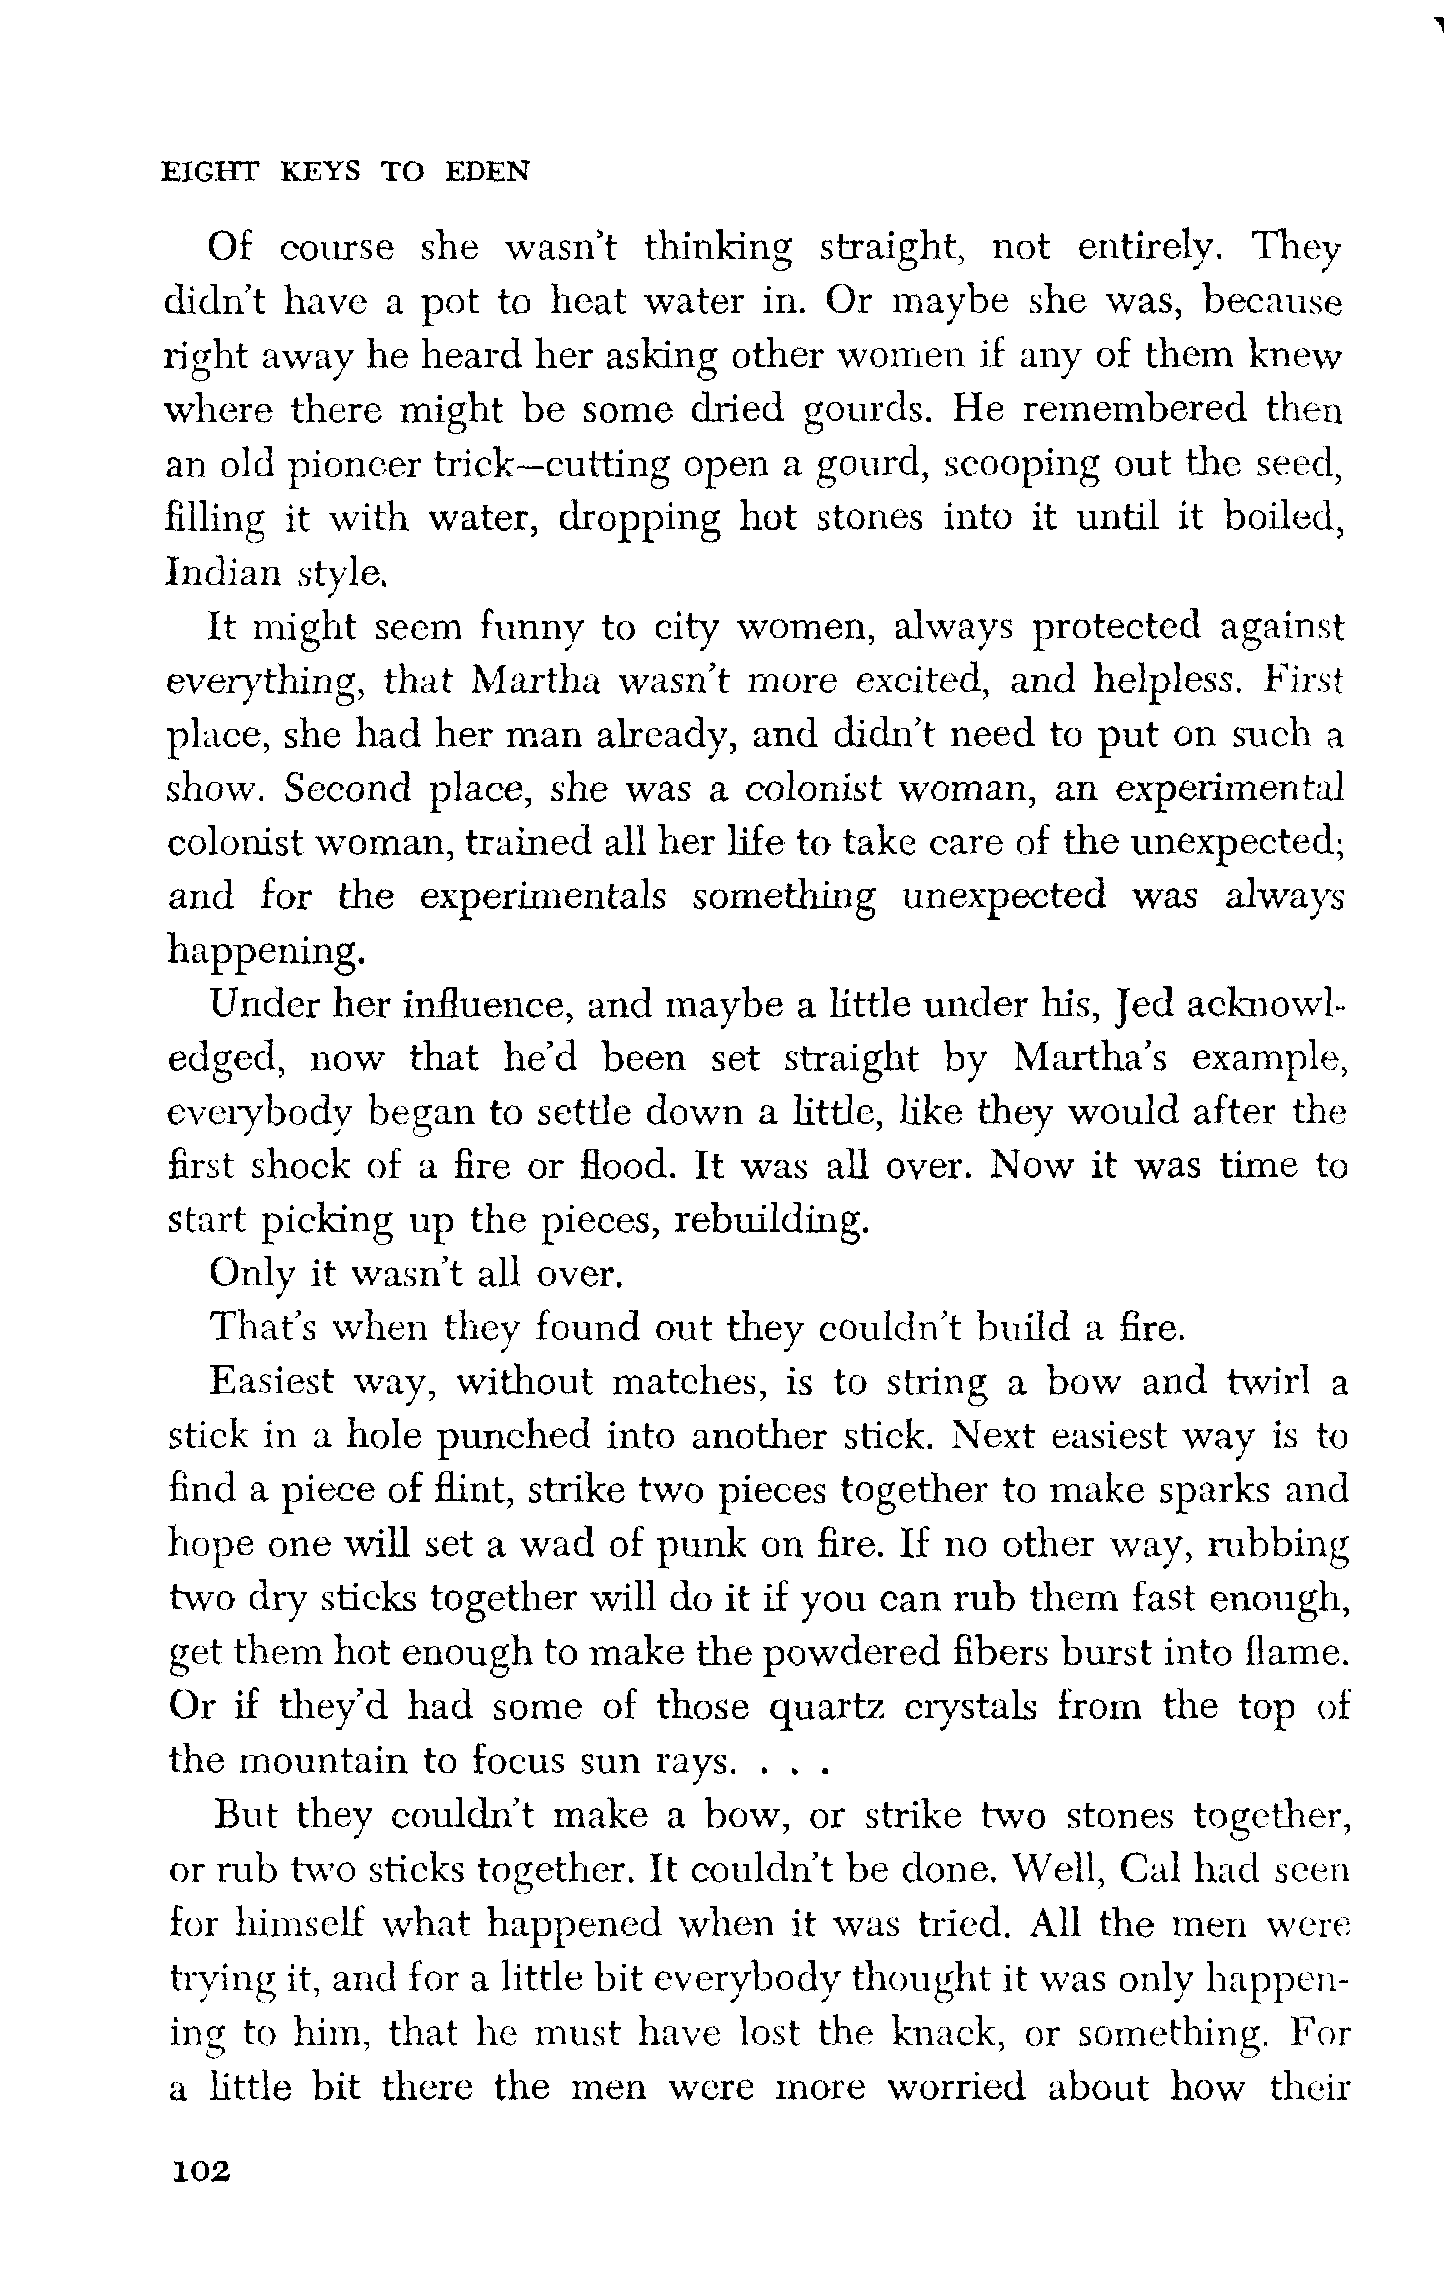 EIGHT KEYS TO EDEN
Of course she wasn't thinking straight, not entirely. They
didn't have a pot to heat water in. Or maybe she was, because
right away he heard her asking other women if any of them knew
where there might be some dried gourds. He remembered then
an old pioneer trick—cutting open a gourd, scooping out the seed,
filling it with water, dropping hot stones into it until it boiled,
Indian style.
It might seem funny to city women, always protected against
everything, that Martha wasn't more excited, and helpless. First
place, she had her man already, and didn't need to put on such a
show. Second place, she was a colonist woman, an experimental
colonist woman, trained all her life to take care of the unexpected;
and for the experimentals something unexpected was always
happening.
Under her influence, and maybe a little under his, Jed acknowl-
edged, now that he'd been set straight by Martha's example,
everybody began to settle down a little, like they would after the
first shock of a fire or flood. It was all over. Now it was time to
start picking up the pieces, rebuilding.
Only it wasn't all over.
That's when they found out they couldn't build a fire.
Easiest way, without matches, is to string a bow and twirl a
stick in a hole punched into another stick. Next easiest way is to
find a piece of flint, strike two pieces together to make sparks and
hope one will set a wad of punk on fire. If no other way, rubbing
two dry sticks together will do it if you can rub them fast enough,
get them hot enough to make the powdered fibers burst into flame.
Or if they'd had some of those quartz crystals from the top of
the mountain to focus sun rays. . . .
But they couldn't make a bow, or strike two stones together,
or rub two sticks together. It couldn't be done. Well, Cal had seen
for himself what happened when it was tried. All the men were
trying it, and for a little bit everybody thought it was only happen-
ing to him, that he must have lost the knack, or something. For
a little bit there the men were more worried about how their
102